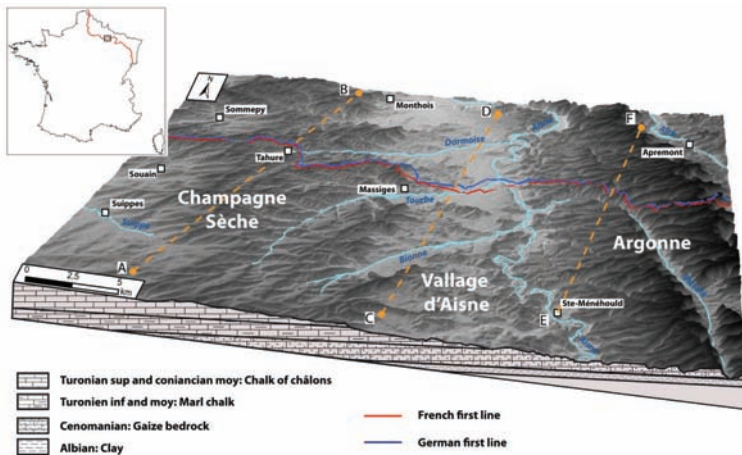 N
B
Monthois
D
F
Sommepy
Dormoise
Aisne
Apremont
Tahure
Souain
Massiges
Tourbe
Champagne
Sèche
Suippes
Suippe
Argonne
Bionne
Vallage
d'Aisne
A
0 2.5 5
km
C
E
Ste-Ménéhould
Turonian sup and coniancian moy: Chalk of châlons
Turonien inf and moy: Marl chalk
Cenomanian: Gaize bedrock
Albian: Clay
French first line
German first line